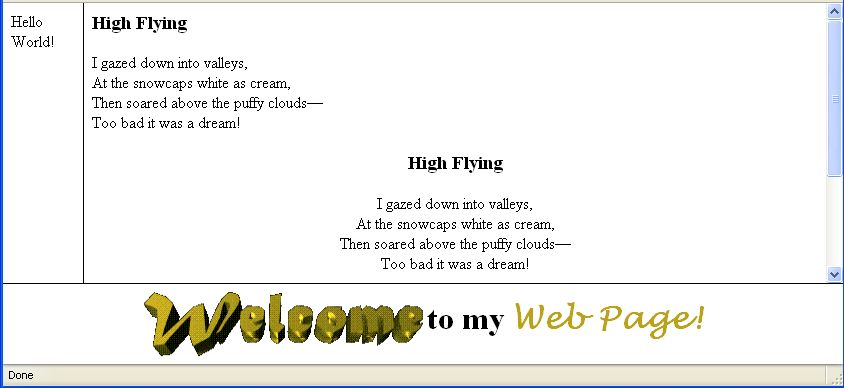 Hello
World!
High Flying
I gazed down into valleys,
At the snowcaps white as cream,
Then soared above the puffy clouds—
Too bad it was a dream!
High Flying
I gazed down into valleys,
At the snowcaps white as cream,
Then soared above the puffy clouds—
Too bad it was a dream!
Welcome to my Web Page!
Done